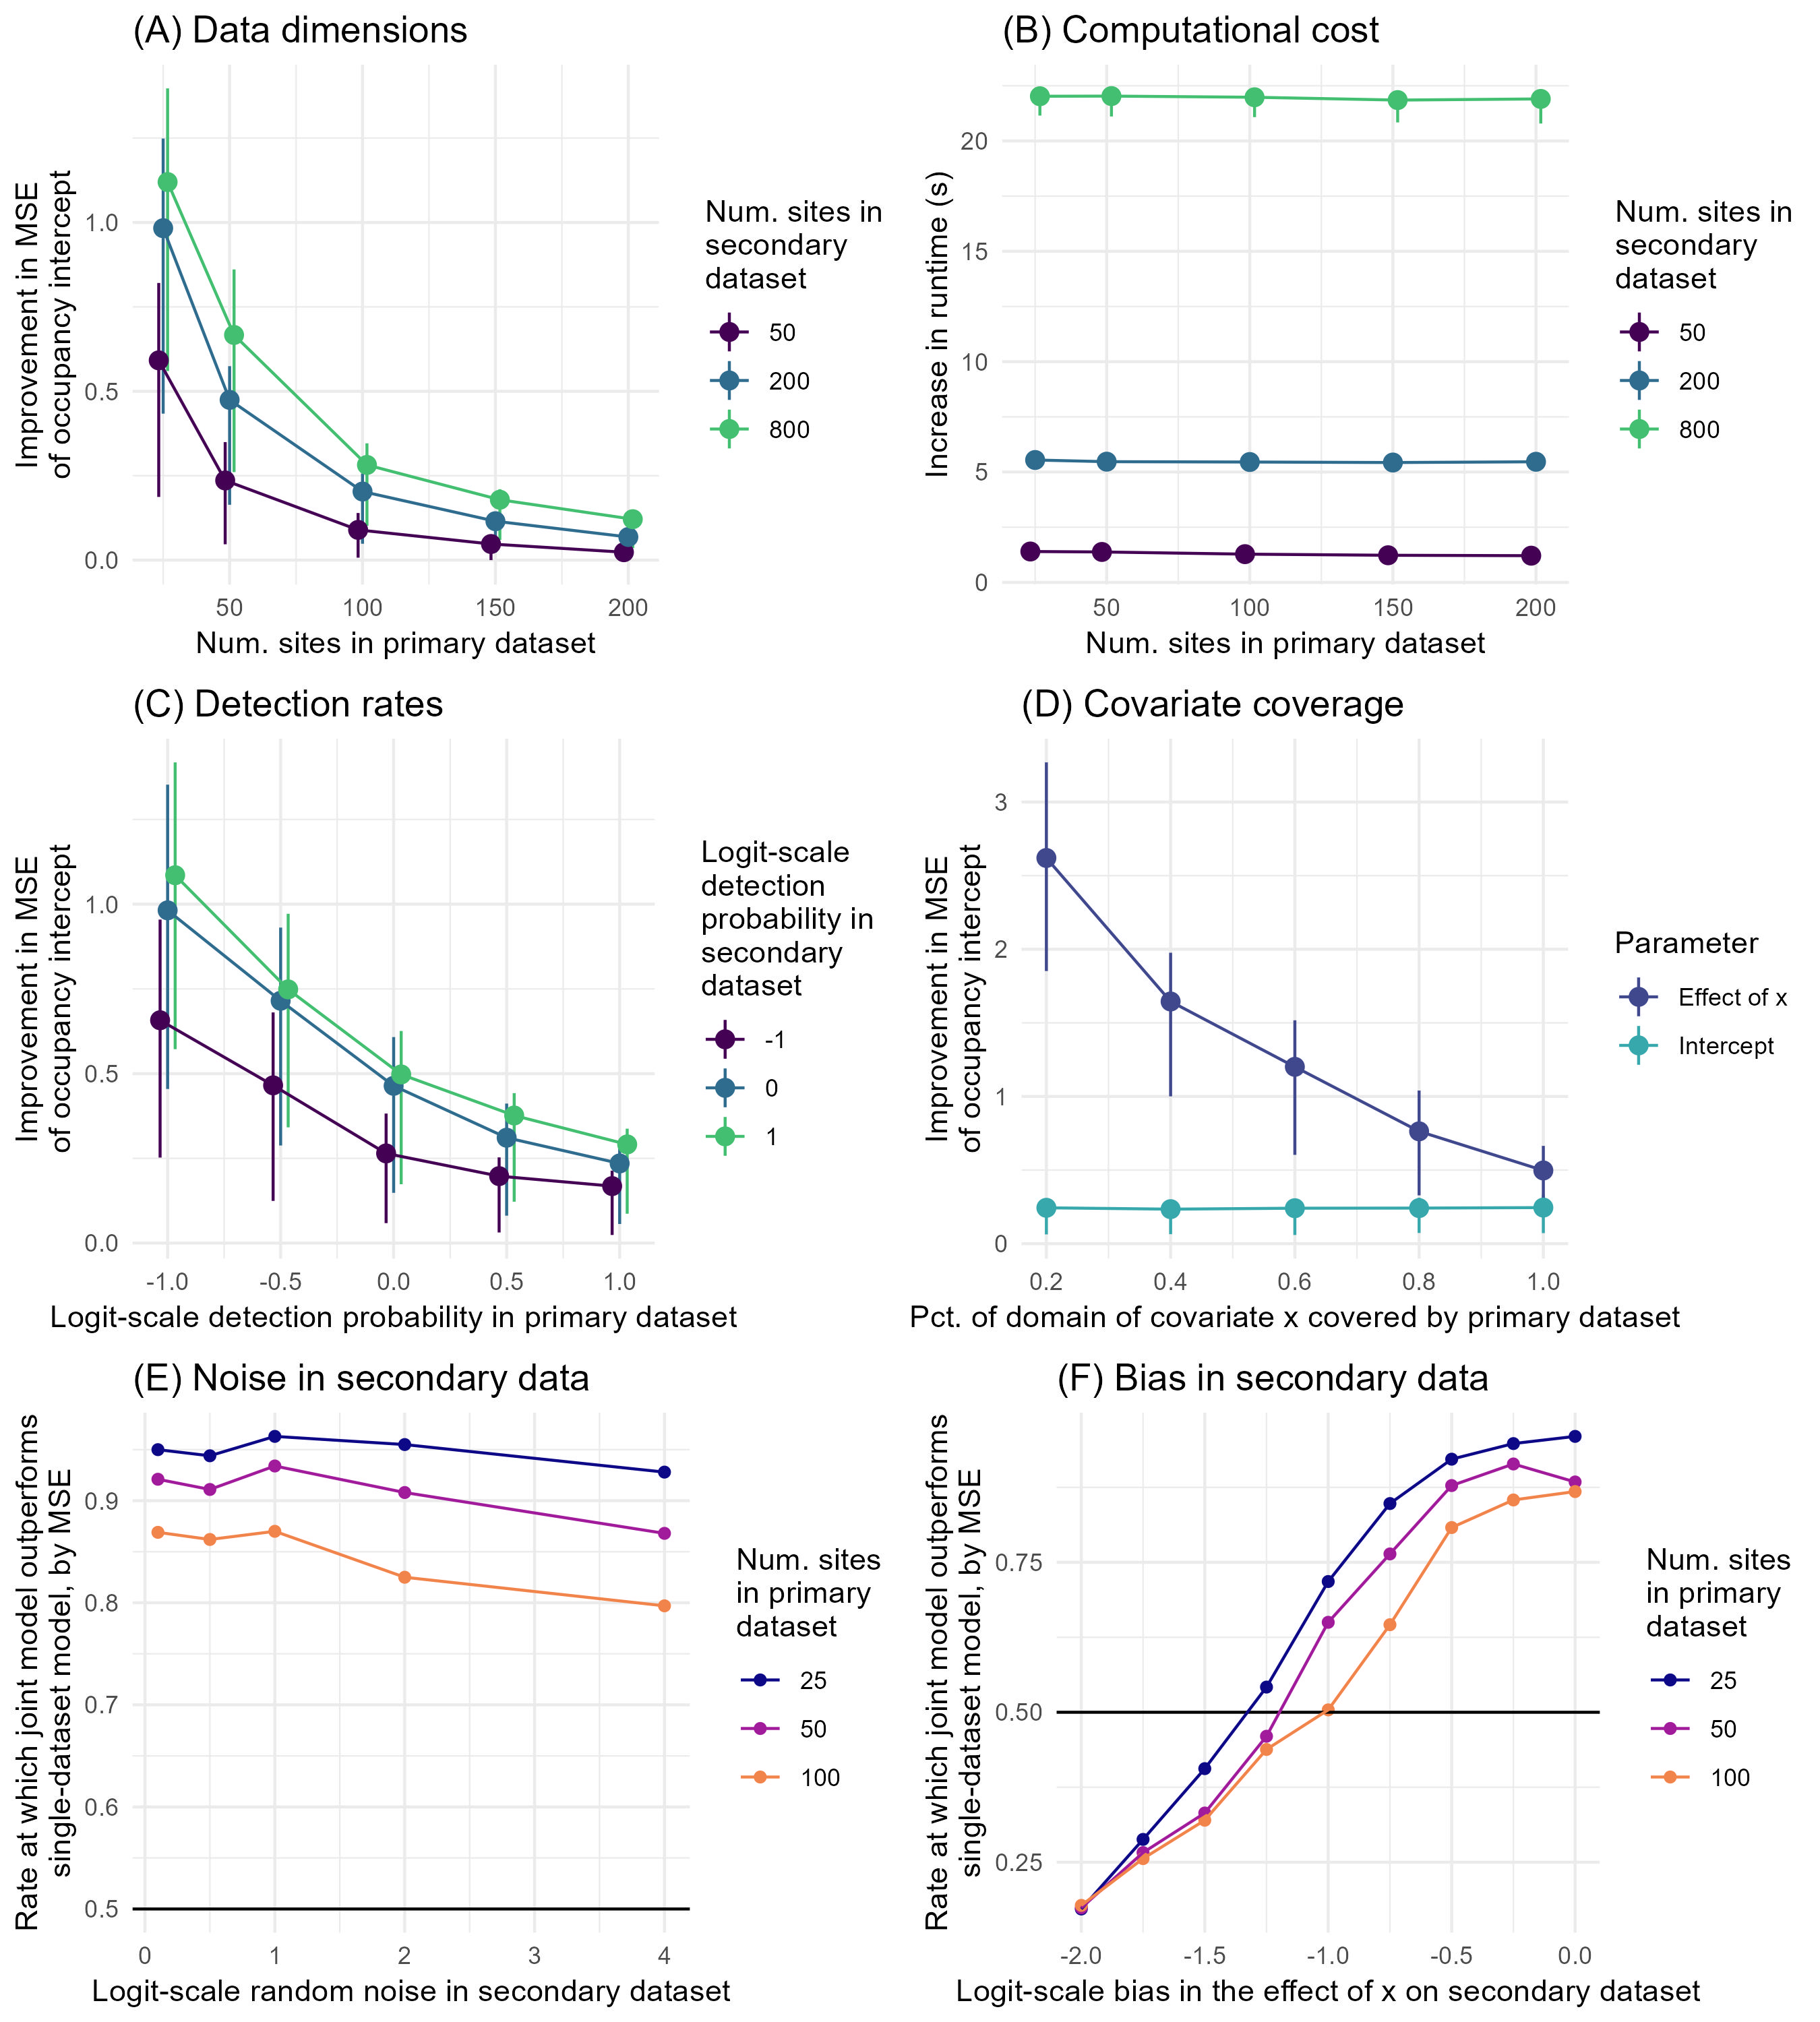 (A) Data dimensions
Improvement in MSE
of occupancy intercept
1.0
0.5
0.0
50
100
150
200
Num. sites in primary dataset
Num. sites in
secondary
dataset
50
200
800
(B) Computational cost
Increase in runtime (s)
20
15
10
5
0
50
100
150
200
Num. sites in primary dataset
Num. sites in
secondary
dataset
50
200
800
(C) Detection rates
Improvement in MSE
of occupancy intercept
1.0
0.5
0.0
-1.0
-0.5
0.0
0.5
1.0
Logit-scale detection probability in primary dataset
Logit-scale
detection
probability in
secondary
dataset
-1
0
1
(D) Covariate coverage
Improvement in MSE
of occupancy intercept
3
2
1
0
0.2
0.4
0.6
0.8
1.0
Pct. of domain of covariate x covered by primary dataset
Parameter
Effect of x
Intercept
(E) Noise in secondary data
Rate at which joint model outperforms
single-dataset model, by MSE
0.9
0.8
0.7
0.6
0.5
0
1
2
3
4
Logit-scale random noise in secondary dataset
Num. sites
in primary
dataset
25
50
100
(F) Bias in secondary data
Rate at which joint model outperforms
single-dataset model, by MSE
0.75
0.50
0.25
-2.0
-1.5
-1.0
-0.5
0.0
Logit-scale bias in the effect of x on secondary dataset
Num. sites
in primary
dataset
25
50
100